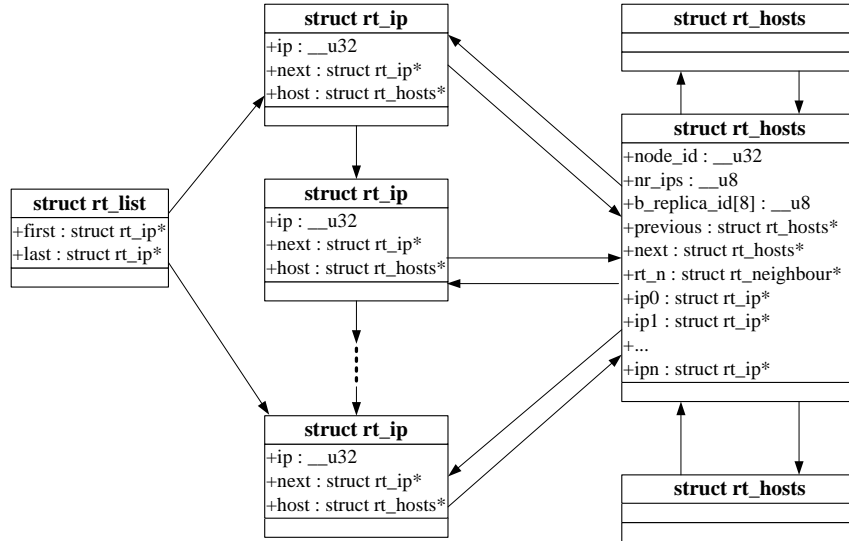 struct rt_list
+first : struct rt_ip*
+last : struct rt_ip*
struct rt_ip
+ip : __u32
+next : struct rt_ip*
+host : struct rt_hosts*
struct rt_ip
+ip : __u32
+next : struct rt_ip*
+host : struct rt_hosts*
struct rt_ip
+ip : __u32
+next : struct rt_ip*
+host : struct rt_hosts*
struct rt_hosts
struct rt_hosts
+node_id : __u32
+nr_ips : __u8
+b_replica_id[8] : __u8
+previous : struct rt_hosts*
+next : struct rt_hosts*
+rt_n : struct rt_neighbour*
+ip0 : struct rt_ip*
+ip1 : struct rt_ip*
+...
+ipn : struct rt_ip*
struct rt_hosts